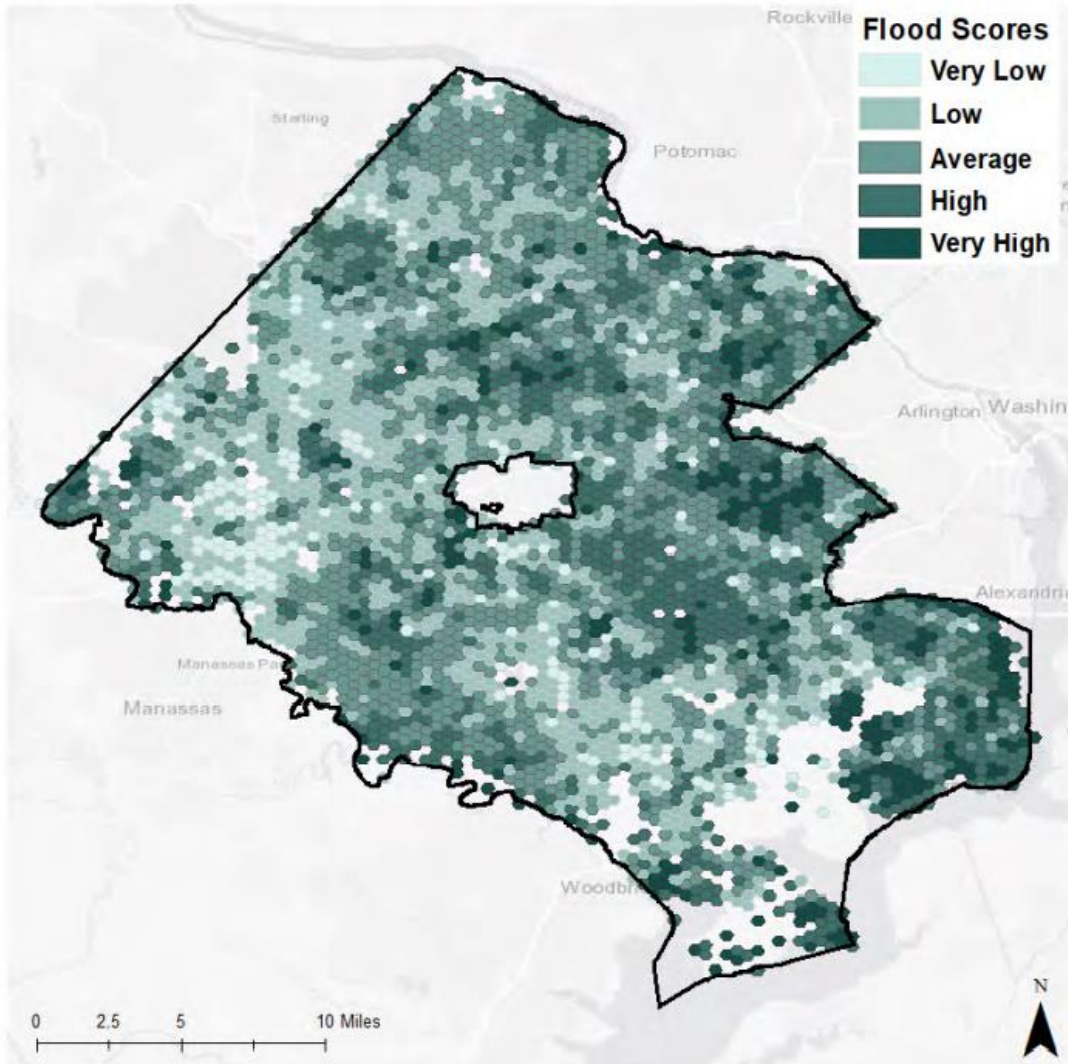 Rockville
Flood Scores
Very Low
Low
Average
High
Very High
Sterling
Potomac
Arlington
Washin
Alexandria
Manassas Pa
Manassas
Woodbr
0 2.5 5 10 Miles
N